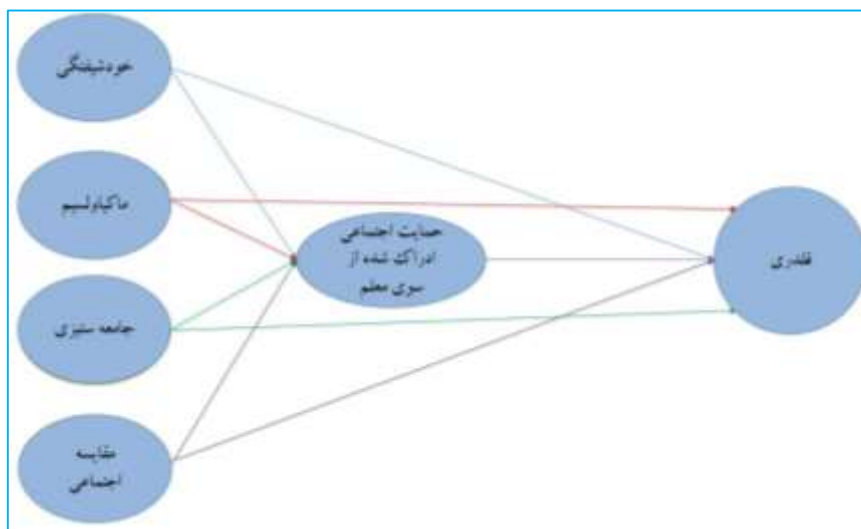 خودشیفتگی
ماکیاولیسم
حمایت اجتماعی
ادراک شده از
سوی معلم
قلدری
جامعه ستیزی
مقایسه
اجتماعی